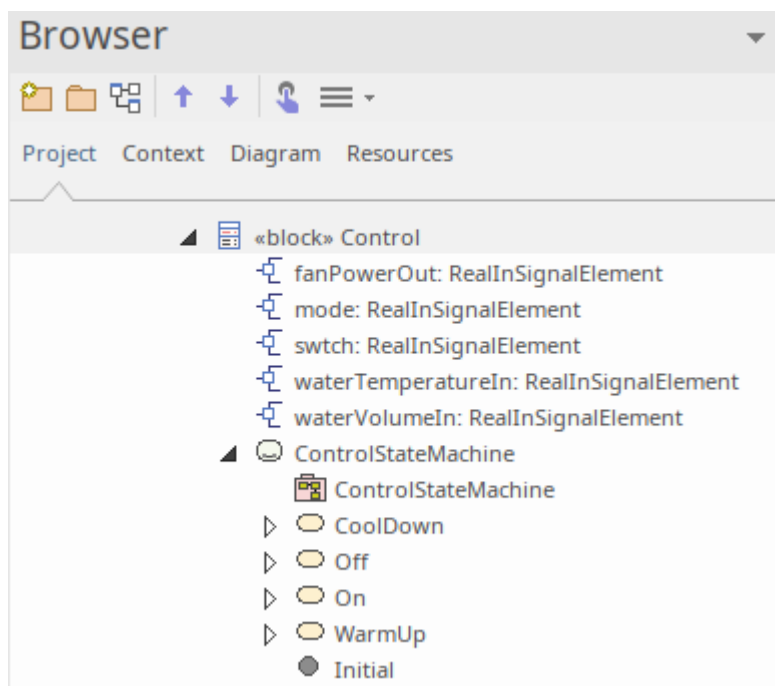 Browser
Project Context Diagram Resources
«block» Control
fanPowerOut: RealInSignalElement
mode: RealInSignalElement
swtch: RealInSignalElement
waterTemperatureIn: RealInSignalElement
waterVolumeIn: RealInSignalElement
ControlStateMachine
ControlStateMachine
CoolDown
Off
On
WarmUp
Initial